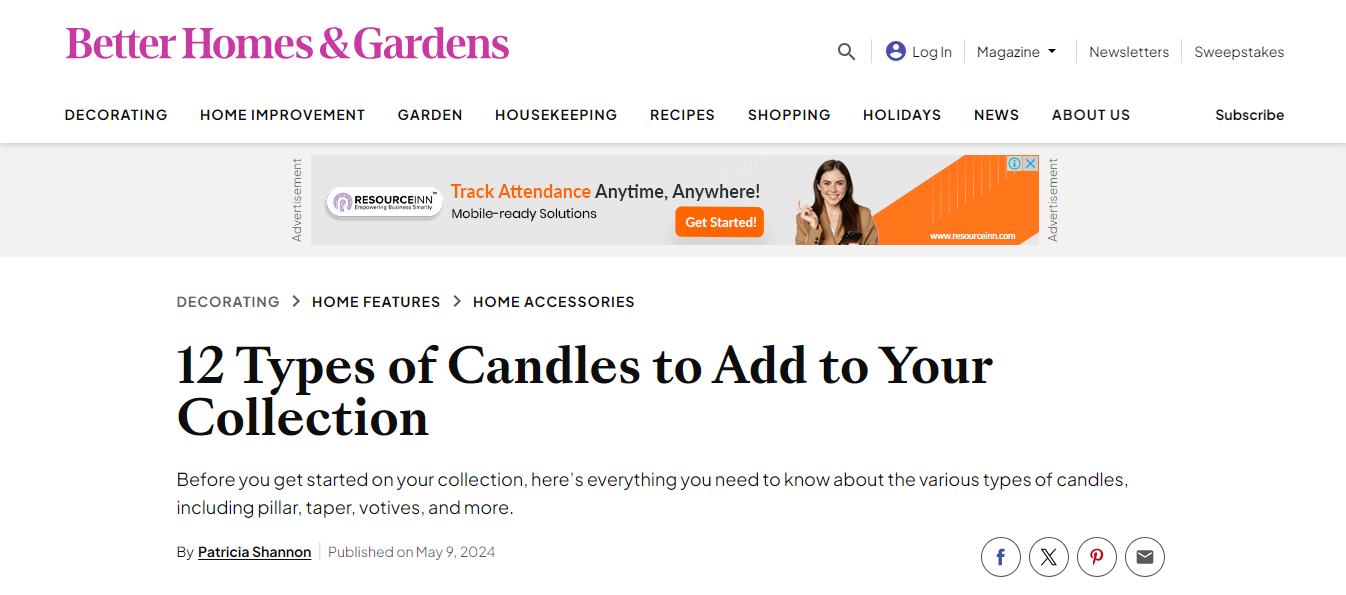 Better Homes & Gardens
Log In
Magazine
Newsletters
Sweepstakes
DECORATING
HOME IMPROVEMENT
GARDEN
HOUSEKEEPING
RECIPES
SHOPPING
HOLIDAYS
NEWS
ABOUT US
Subscribe
Advertisement
RESOURCEINN™
Empowering Business Smartly
Track Attendance Anytime, Anywhere!
Mobile-ready Solutions
Get Started!
www.resourceinn.com
Advertisement
DECORATING > HOME FEATURES > HOME ACCESSORIES
12 Types of Candles to Add to Your
Collection
Before you get started on your collection, here’s everything you need to know about the various types of candles,
including pillar, taper, votives, and more.
By Patricia Shannon | Published on May 9, 2024